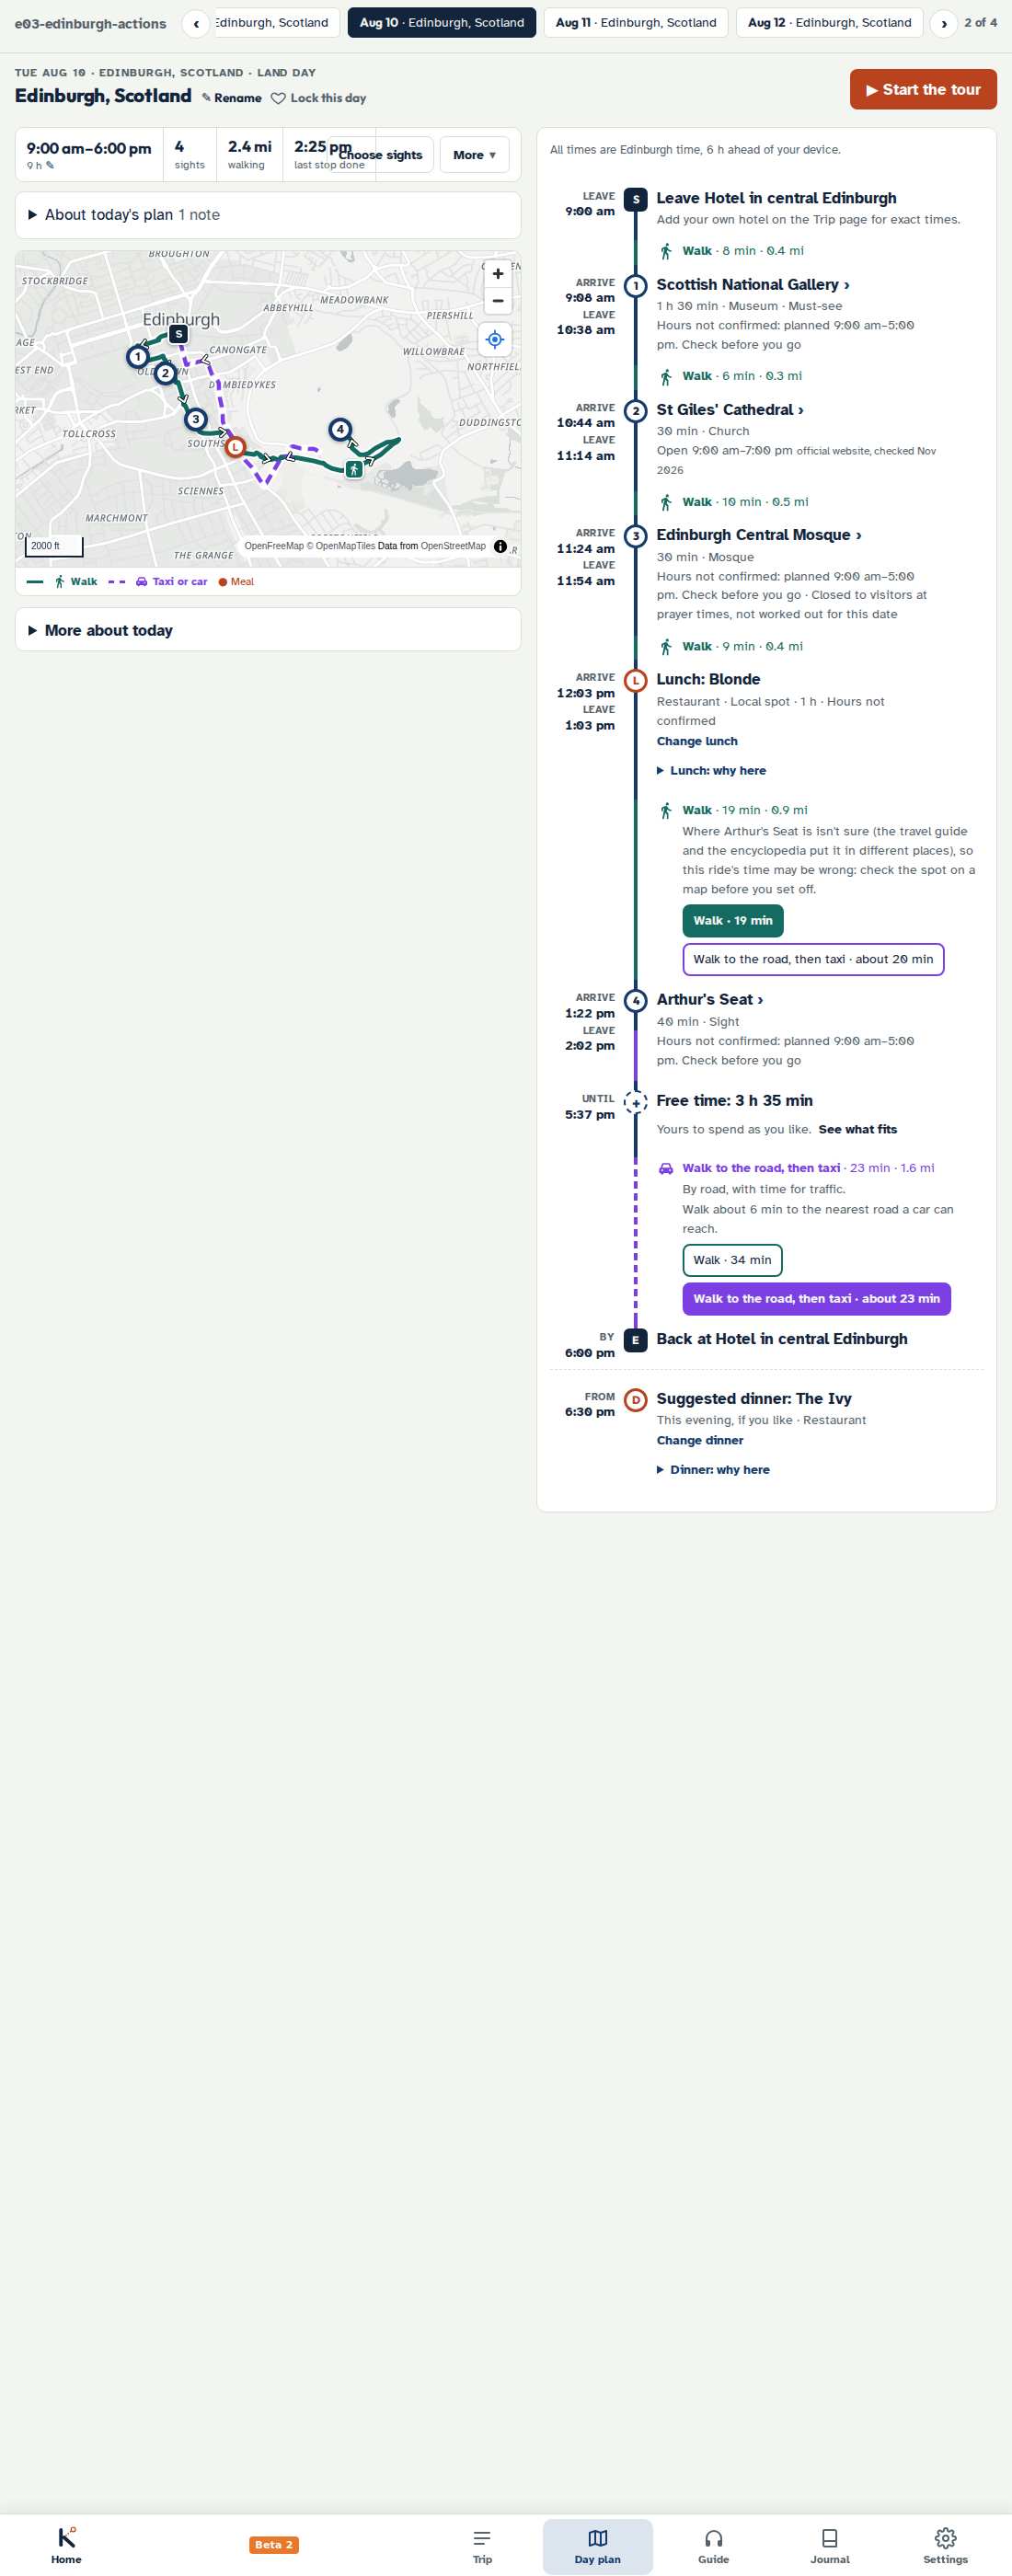 e03-edinburgh-actions
‹
Edinburgh, Scotland
Aug 10 · Edinburgh, Scotland
Aug 11 · Edinburgh, Scotland
Aug 12 · Edinburgh, Scotland
›
2 of 4
TUE AUG 10 · EDINBURGH, SCOTLAND · LAND DAY
Edinburgh, Scotland ✎ Rename Lock this day
▶ Start the tour
9:00 am–6:00 pm
9 h ✎
4
sights
2.4 mi
walking
2:25 pm
last stop done
Choose sights
More ▼
▶ About today's plan 1 note
BROUGHTON
STOCKBRIDGE
MEADOWBANK
ABBEYHILL
PIERSHILL
Edinburgh
S
AGE
1
CANONGATE
WILLOWBRAE
EST END
2
NORTHFIEL
RKET
3
4
DUDDINGSTO
TOLLCROSS
L
SCIENNES
MARCHMONT
THE GRANGE
+
−
2000 ft
OpenFreeMap © OpenMapTiles Data from OpenStreetMap
Walk
Taxi or car
Meal
▶ More about today
All times are Edinburgh time, 6 h ahead of your device.
LEAVE
9:00 am
S
Leave Hotel in central Edinburgh
Add your own hotel on the Trip page for exact times.
Walk · 8 min · 0.4 mi
ARRIVE
9:08 am
LEAVE
10:38 am
1
Scottish National Gallery ›
1 h 30 min · Museum · Must-see
Hours not confirmed: planned 9:00 am–5:00
pm. Check before you go
Walk · 6 min · 0.3 mi
ARRIVE
10:44 am
LEAVE
11:14 am
2
St Giles' Cathedral ›
30 min · Church
Open 9:00 am–7:00 pm official website, checked Nov
2026
Walk · 10 min · 0.5 mi
ARRIVE
11:24 am
LEAVE
11:54 am
3
Edinburgh Central Mosque ›
30 min · Mosque
Hours not confirmed: planned 9:00 am–5:00
pm. Check before you go · Closed to visitors at
prayer times, not worked out for this date
Walk · 9 min · 0.4 mi
ARRIVE
12:03 pm
LEAVE
1:03 pm
L
Lunch: Blonde
Restaurant · Local spot · 1 h · Hours not
confirmed
Change lunch
▶ Lunch: why here
Walk · 19 min · 0.9 mi
Where Arthur's Seat is isn't sure (the travel guide
and the encyclopedia put it in different places), so
this ride's time may be wrong: check the spot on a
map before you set off.
Walk · 19 min
Walk to the road, then taxi · about 20 min
ARRIVE
1:22 pm
LEAVE
2:02 pm
4
Arthur's Seat ›
40 min · Sight
Hours not confirmed: planned 9:00 am–5:00
pm. Check before you go
UNTIL
5:37 pm
+
Free time: 3 h 35 min
Yours to spend as you like. See what fits
Walk to the road, then taxi · 23 min · 1.6 mi
By road, with time for traffic.
Walk about 6 min to the nearest road a car can
reach.
Walk · 34 min
Walk to the road, then taxi · about 23 min
BY
6:00 pm
E
Back at Hotel in central Edinburgh
FROM
6:30 pm
D
Suggested dinner: The Ivy
This evening, if you like · Restaurant
Change dinner
▶ Dinner: why here
Home
Beta 2
Trip
Day plan
Guide
Journal
Settings